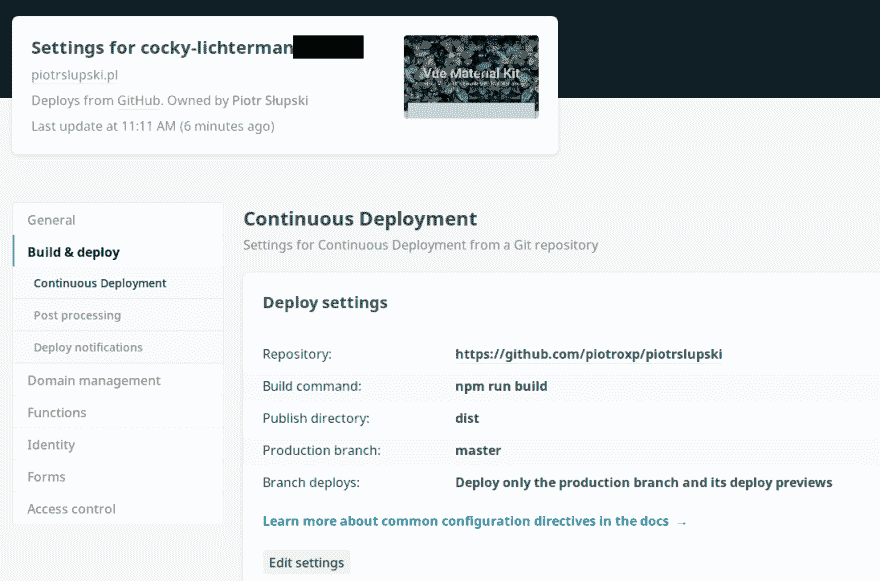 Settings for cocky-lichterman
piotrslupski.pl
Deploys from GitHub. Owned by Piotr Słupski
Last update at 11:11 AM (6 minutes ago)
Vue Material Kit
General
Build & deploy
Continuous Deployment
Post processing
Deploy notifications
Domain management
Functions
Identity
Forms
Access control
Continuous Deployment
Settings for Continuous Deployment from a Git repository
Deploy settings
Repository: https://github.com/piotroxp/piotrslupski
Build command: npm run build
Publish directory: dist
Production branch: master
Branch deploys: Deploy only the production branch and its deploy previews
Learn more about common configuration directives in the docs →
Edit settings